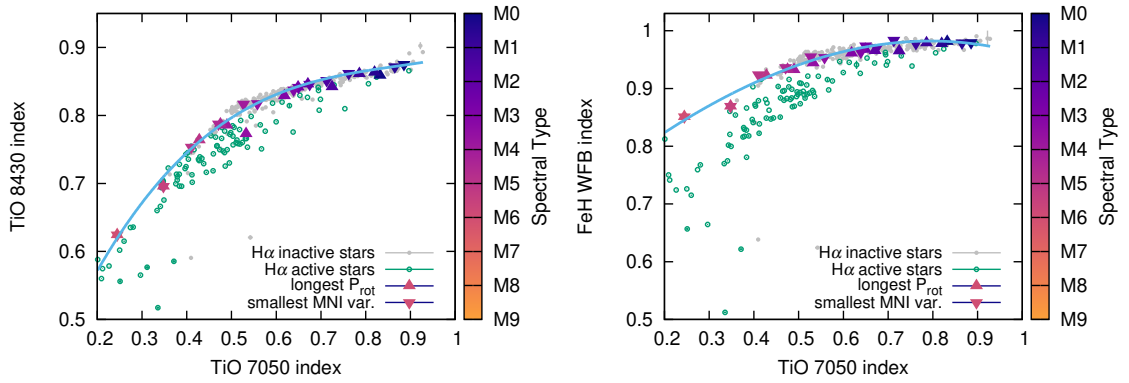 TiO 8430 index
0.9
0.8
0.7
0.6
0.5
0.2 0.3 0.4 0.5 0.6 0.7 0.8 0.9 1
TiO 7050 index
Hα inactive stars
Hα active stars
longest Prot
smallest MNI var.
M0
M1
M2
M3
M4
M5
M6
M7
M8
M9
Spectral Type
FeH WFB index
1
0.9
0.8
0.7
0.6
0.5
0.2 0.3 0.4 0.5 0.6 0.7 0.8 0.9 1
TiO 7050 index
Hα inactive stars
Hα active stars
longest Prot
smallest MNI var.
M0
M1
M2
M3
M4
M5
M6
M7
M8
M9
Spectral Type